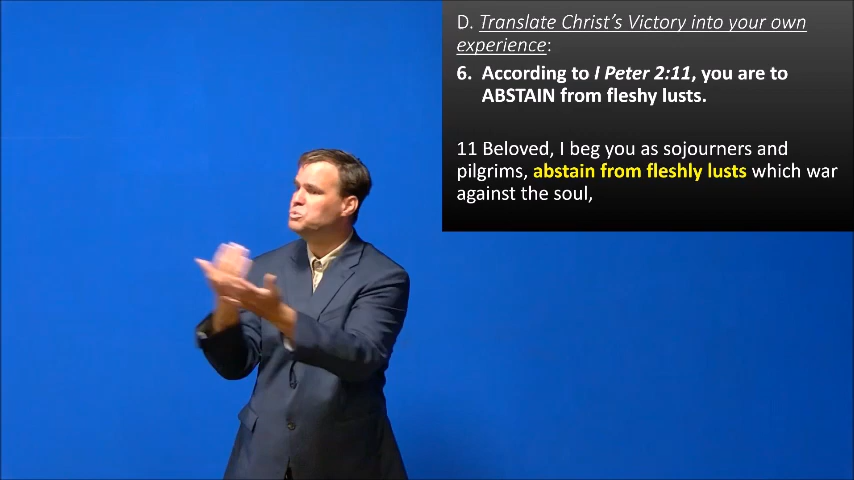 D. Translate Christ's Victory into your own
experience:
6. According to I Peter 2:11, you are to
ABSTAIN from fleshy lusts.
11 Beloved, I beg you as sojourners and
pilgrims, abstain from fleshly lusts which war
against the soul,